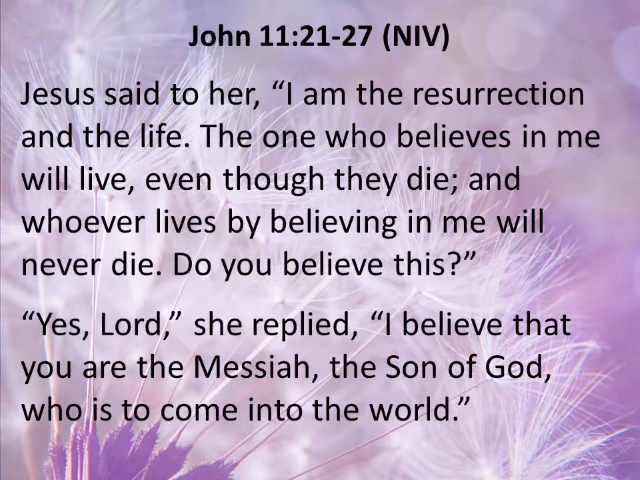 John 11:21-27 (NIV)
Jesus said to her, “I am the resurrection
and the life. The one who believes in me
will live, even though they die; and
whoever lives by believing in me will
never die. Do you believe this?”
“Yes, Lord,” she replied, “I believe that
you are the Messiah, the Son of God,
who is to come into the world.”